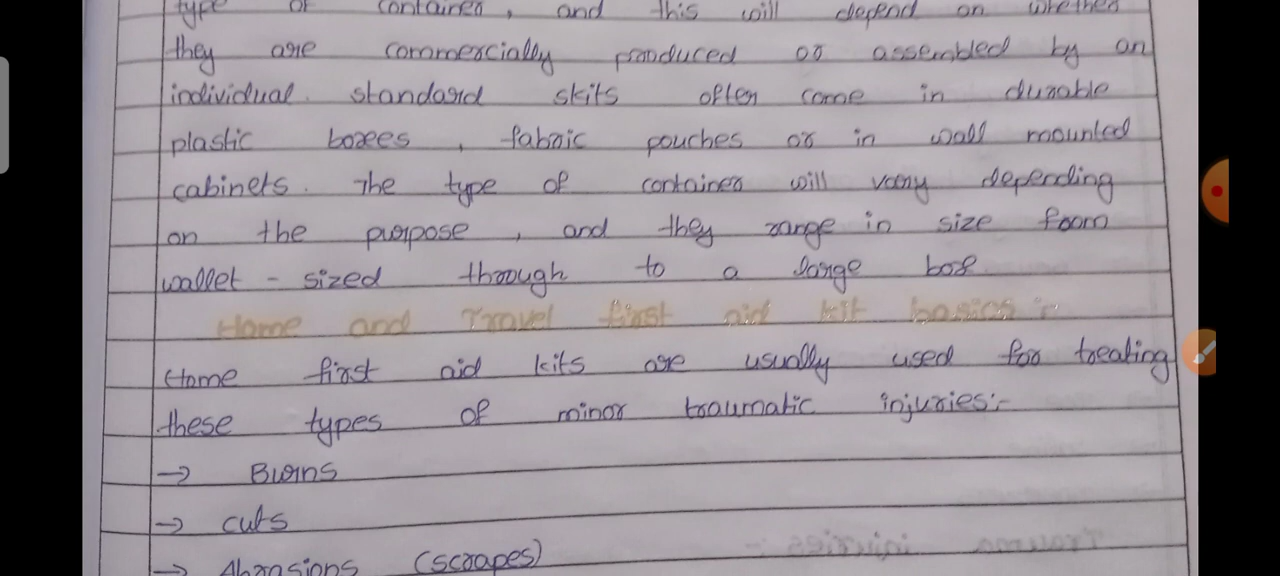 type of container, and this will depend on whether
they are commercially produced or assembled by an
individual. standard skits often come in durable
plastic boxes, fabric pouches or in wall mounted
cabinets. The type of container will vary depending
on the purpose, and they range in size from
wallet-sized through to a large box
Home and Travel first aid kit basics :-
Home first aid kits are usually used for treating
these types of minor traumatic injuries:-
→ Burns
→ cuts
→ Abrasions (scrapes)
Trauma injuries :-